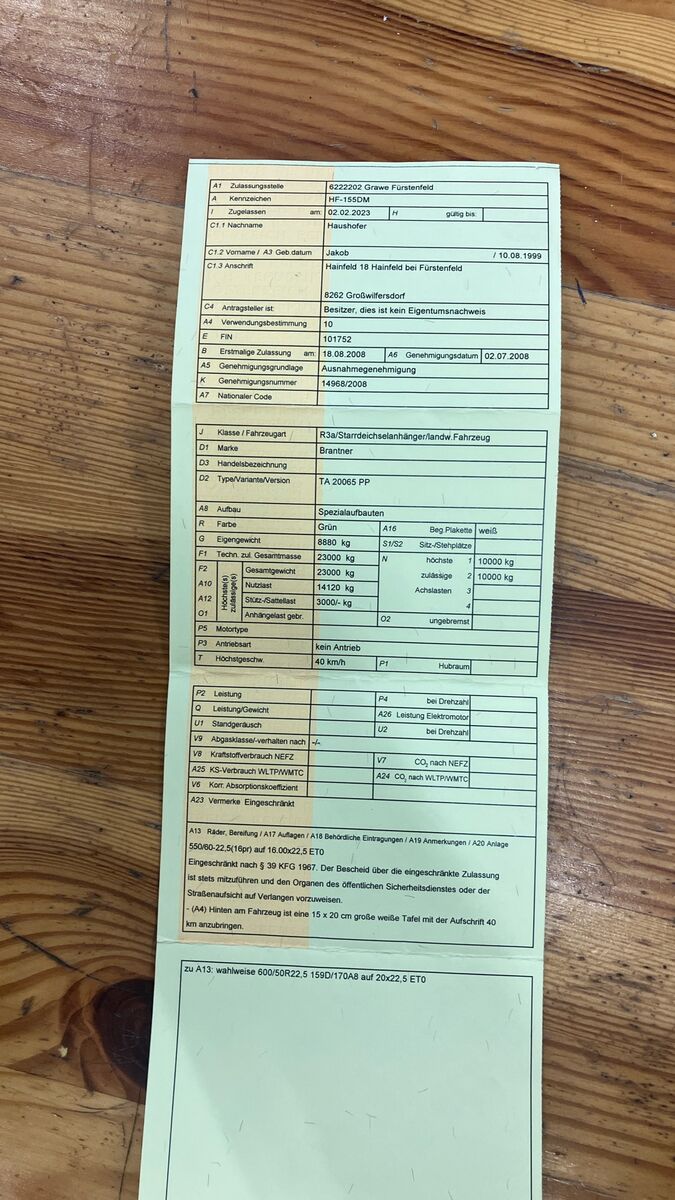 A1 Zulassungsstelle 6222202 Grawe Fürstenfeld
A Kennzeichen HF-155DM
I Zugelassen am: 02.02.2023 H gültig bis:
C1.1 Nachname Haushofer
C1.2 Vorname / A3 Geb.datum Jakob / 10.08.1999
C1.3 Anschrift Hainfeld 18 Hainfeld bei Fürstenfeld
8262 Großwilfersdorf
C4 Antragsteller ist: Besitzer, dies ist kein Eigentumsnachweis
A4 Verwendungsbestimmung 10
E FIN 101752
B Erstmalige Zulassung am: 18.08.2008 A6 Genehmigungsdatum 02.07.2008
A5 Genehmigungsgrundlage Ausnahmegenehmigung
K Genehmigungsnummer 14968/2008
A7 Nationaler Code
J Klasse / Fahrzeugart R3a/Starrdeichselanhänger/landw.Fahrzeug
D1 Marke Brantner
D3 Handelsbezeichnung
D2 Type/Variante/Version TA 20065 PP
A8 Aufbau Spezialaufbauten
R Farbe Grün A16 Beg.Plakette weiß
G Eigengewicht 8880 kg S1/S2 Sitz-/Stehplätze
F1 Techn. zul. Gesamtmasse 23000 kg N höchste 1 10000 kg
F2 Höchste(s) zulässige(s) Gesamtgewicht 23000 kg zulässige 2 10000 kg
A10 Nutzlast 14120 kg Achslasten 3
A12 Stütz-/Sattellast 3000/- kg 4
O1 Anhängelast gebr. O2 ungebremst
P5 Motortype
P3 Antriebsart kein Antrieb
T Höchstgeschw. 40 km/h P1 Hubraum
P2 Leistung P4 bei Drehzahl
Q Leistung/Gewicht A26 Leistung Elektromotor
U1 Standgeräusch U2 bei Drehzahl
V9 Abgasklasse/-verhalten nach -/-
V8 Kraftstoffverbrauch NEFZ V7 CO2 nach NEFZ
A25 KS-Verbrauch WLTP/WMTC A24 CO2 nach WLTP/WMTC
V6 Korr. Absorptionskoeffizient
A23 Vermerke Eingeschränkt
A13 Räder, Bereifung / A17 Auflagen / A18 Behördliche Eintragungen / A19 Anmerkungen / A20 Anlage
550/60-22,5(16pr) auf 16.00x22,5 ET0
Eingeschränkt nach § 39 KFG 1967. Der Bescheid über die eingeschränkte Zulassung
ist stets mitzuführen und den Organen des öffentlichen Sicherheitsdienstes oder der
Straßenaufsicht auf Verlangen vorzuweisen.
- (A4) Hinten am Fahrzeug ist eine 15 x 20 cm große weiße Tafel mit der Aufschrift 40
km anzubringen.
zu A13: wahlweise 600/50R22,5 159D/170A8 auf 20x22,5 ET0